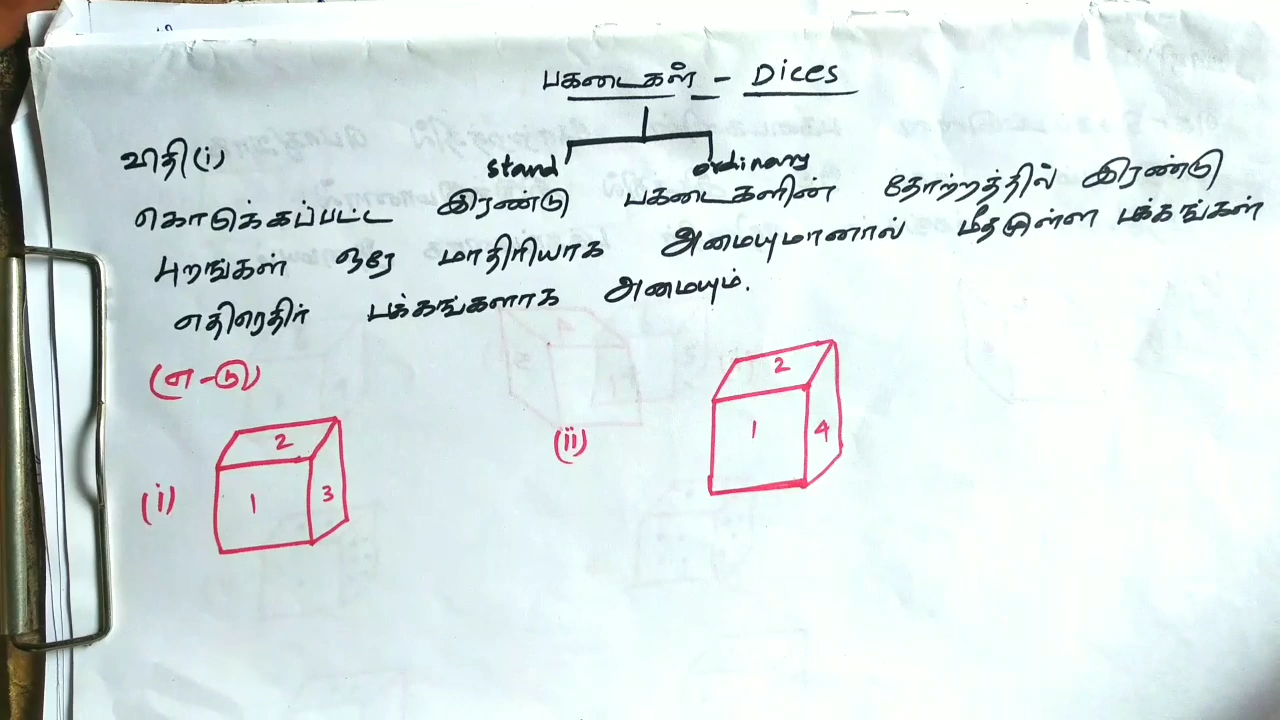 பகடைகள் - Dices
stand ordinary
விதி (i)
கொடுக்கப்பட்ட இரண்டு பகடைகளின் தோற்றத்தில் இரண்டு
புறங்கள் ஒரே மாதிரியாக அமையுமானால் மீதமுள்ள பக்கங்கள்
எதிரெதிர் பக்கங்களாக அமையும்.
(எ-டு)
(i) 2 1 3
(ii) 2 1 4